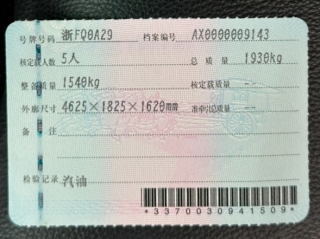 号牌号码 浙FQ0A29 档案编号 AX0000009143
核定载人数 5人 总质量 1930kg
整备质量 1540kg 核定载质量 --
外廓尺寸 4625×1825×1620mm 准牵引总质量 --
备注
检验记录 汽油
*3370030941509*